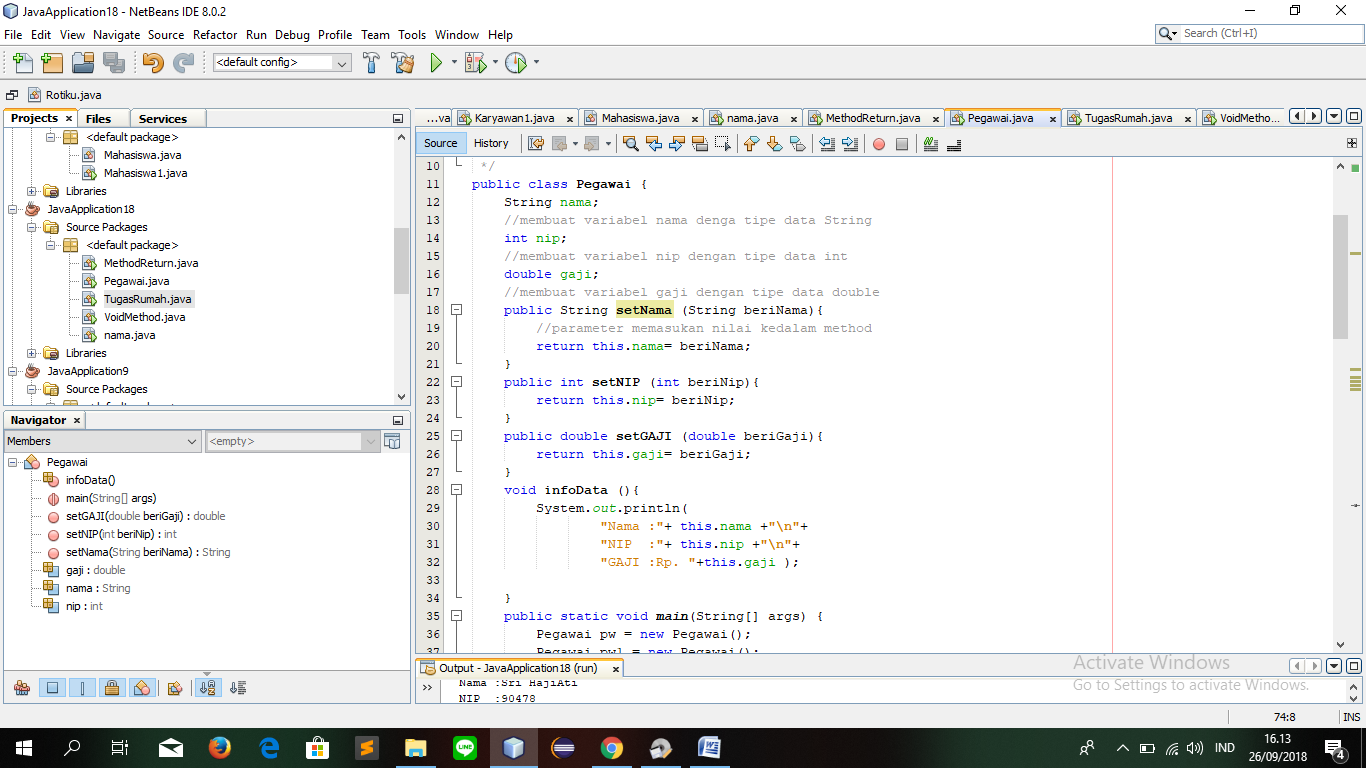 JavaApplication18 - NetBeans IDE 8.0.2
File Edit View Navigate Source Refactor Run Debug Profile Team Tools Window Help
Search (Ctrl+I)
<default config>
Rotiku.java
Projects Files Services
<default package>
Mahasiswa.java
Mahasiswa1.java
Libraries
JavaApplication18
Source Packages
<default package>
MethodReturn.java
Pegawai.java
TugasRumah.java
VoidMethod.java
nama.java
Libraries
JavaApplication9
Source Packages
Navigator
Members <empty>
Pegawai
infoData()
main(String[] args)
setGAJI(double beriGaji) : double
setNIP(int beriNip) : int
setNama(String beriNama) : String
gaji : double
nama : String
nip : int
...va Karyawan1.java Mahasiswa.java nama.java MethodReturn.java Pegawai.java TugasRumah.java VoidMetho...
Source History
10 */
11 public class Pegawai {
12 String nama;
13 //membuat variabel nama denga tipe data String
14 int nip;
15 //membuat variabel nip dengan tipe data int
16 double gaji;
17 //membuat variabel gaji dengan tipe data double
18 public String setNama (String beriNama){
19 //parameter memasukan nilai kedalam method
20 return this.nama= beriNama;
21 }
22 public int setNIP (int beriNip){
23 return this.nip= beriNip;
24 }
25 public double setGAJI (double beriGaji){
26 return this.gaji= beriGaji;
27 }
28 void infoData (){
29 System.out.println(
30 "Nama :"+ this.nama +"\n"+
31 "NIP  :"+ this.nip +"\n"+
32 "GAJI :Rp. "+this.gaji );
33
34 }
35 public static void main(String[] args) {
36 Pegawai pw = new Pegawai();
37 Pegawai pw1 = new Pegawai();
Output - JavaApplication18 (run)
Nama :Sri HajiAti
NIP  :90478
Activate Windows
Go to Settings to activate Windows.
74:8 INS
IND
16.13
26/09/2018
4